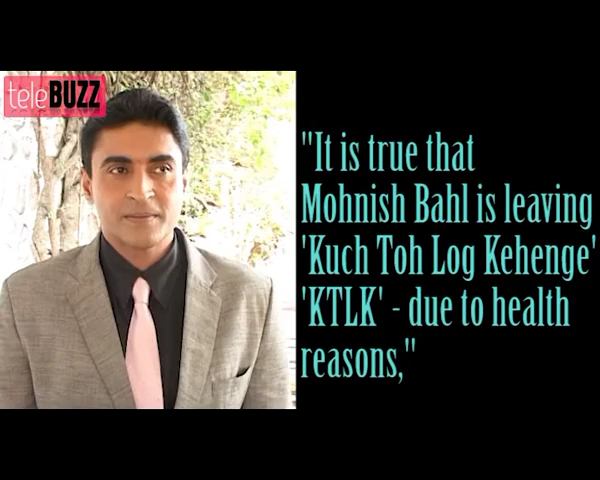 teleBUZZ
"It is true that
Mohnish Bahl is leaving
'Kuch Toh Log Kehenge'
'KTLK' - due to health
reasons,"